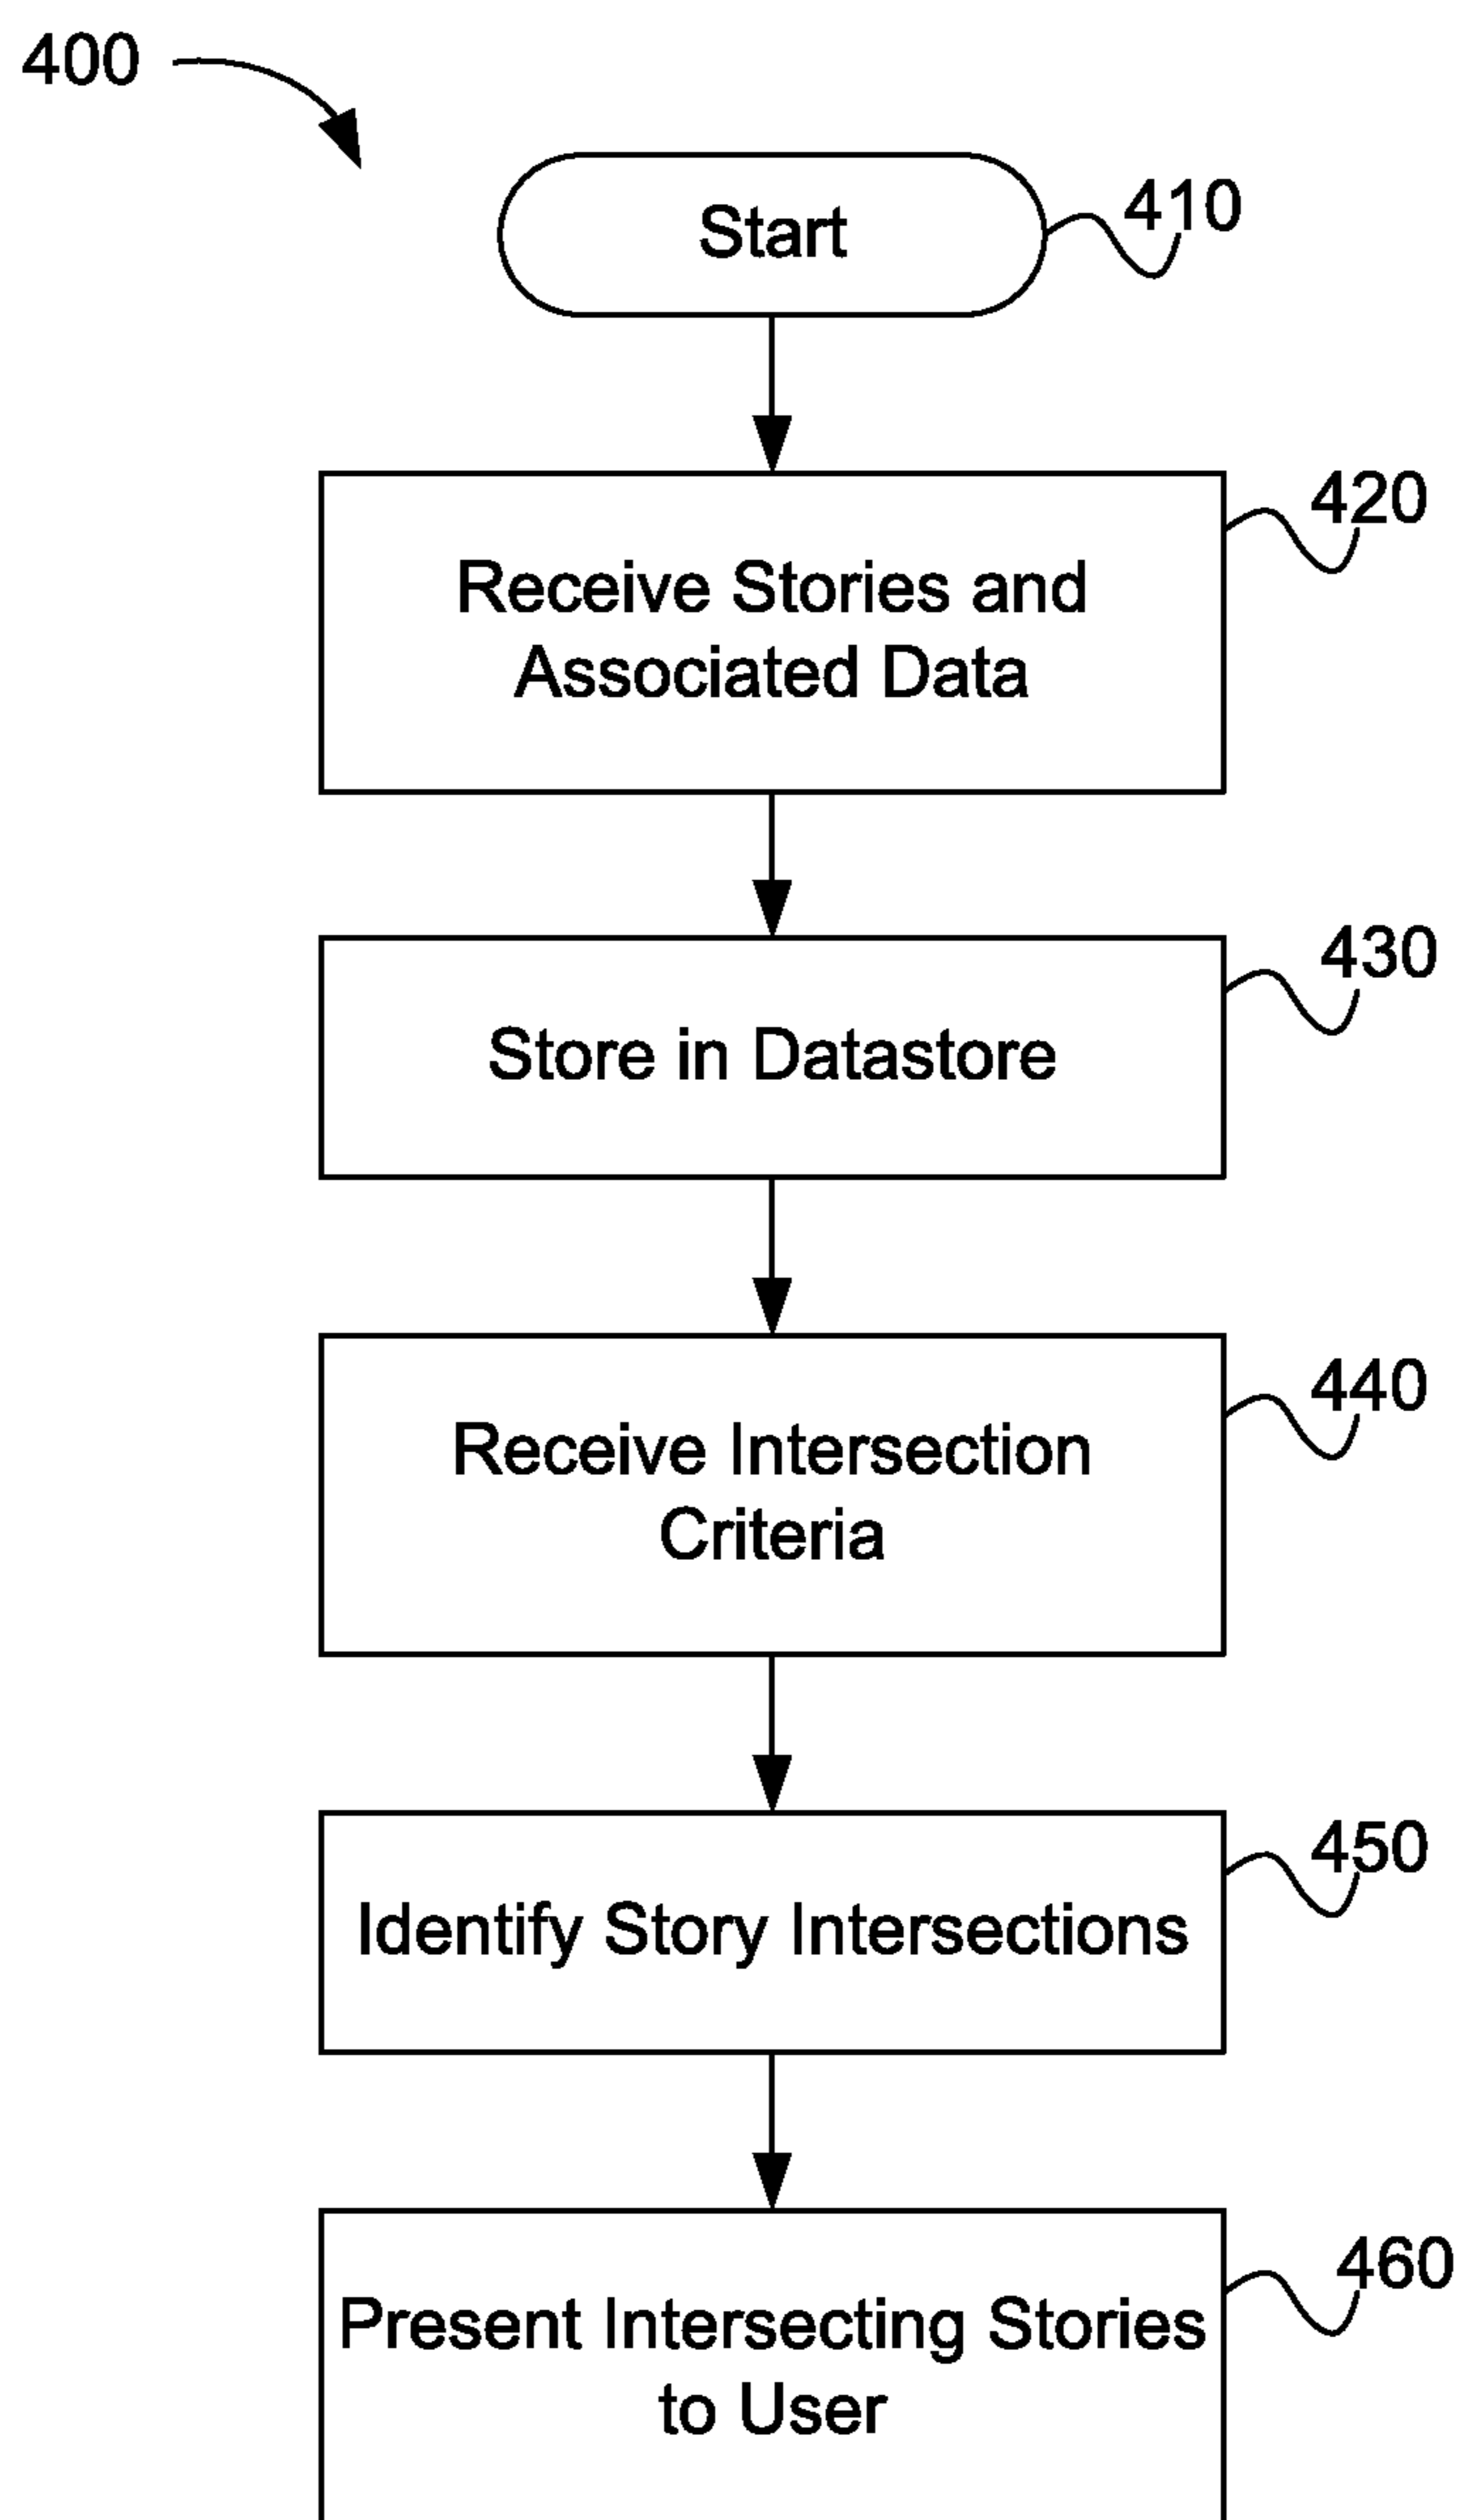 400
Start
410
Receive Stories and
Associated Data
420
Store in Datastore
430
Receive Intersection
Criteria
440
Identify Story Intersections
450
Present Intersecting Stories
to User
460